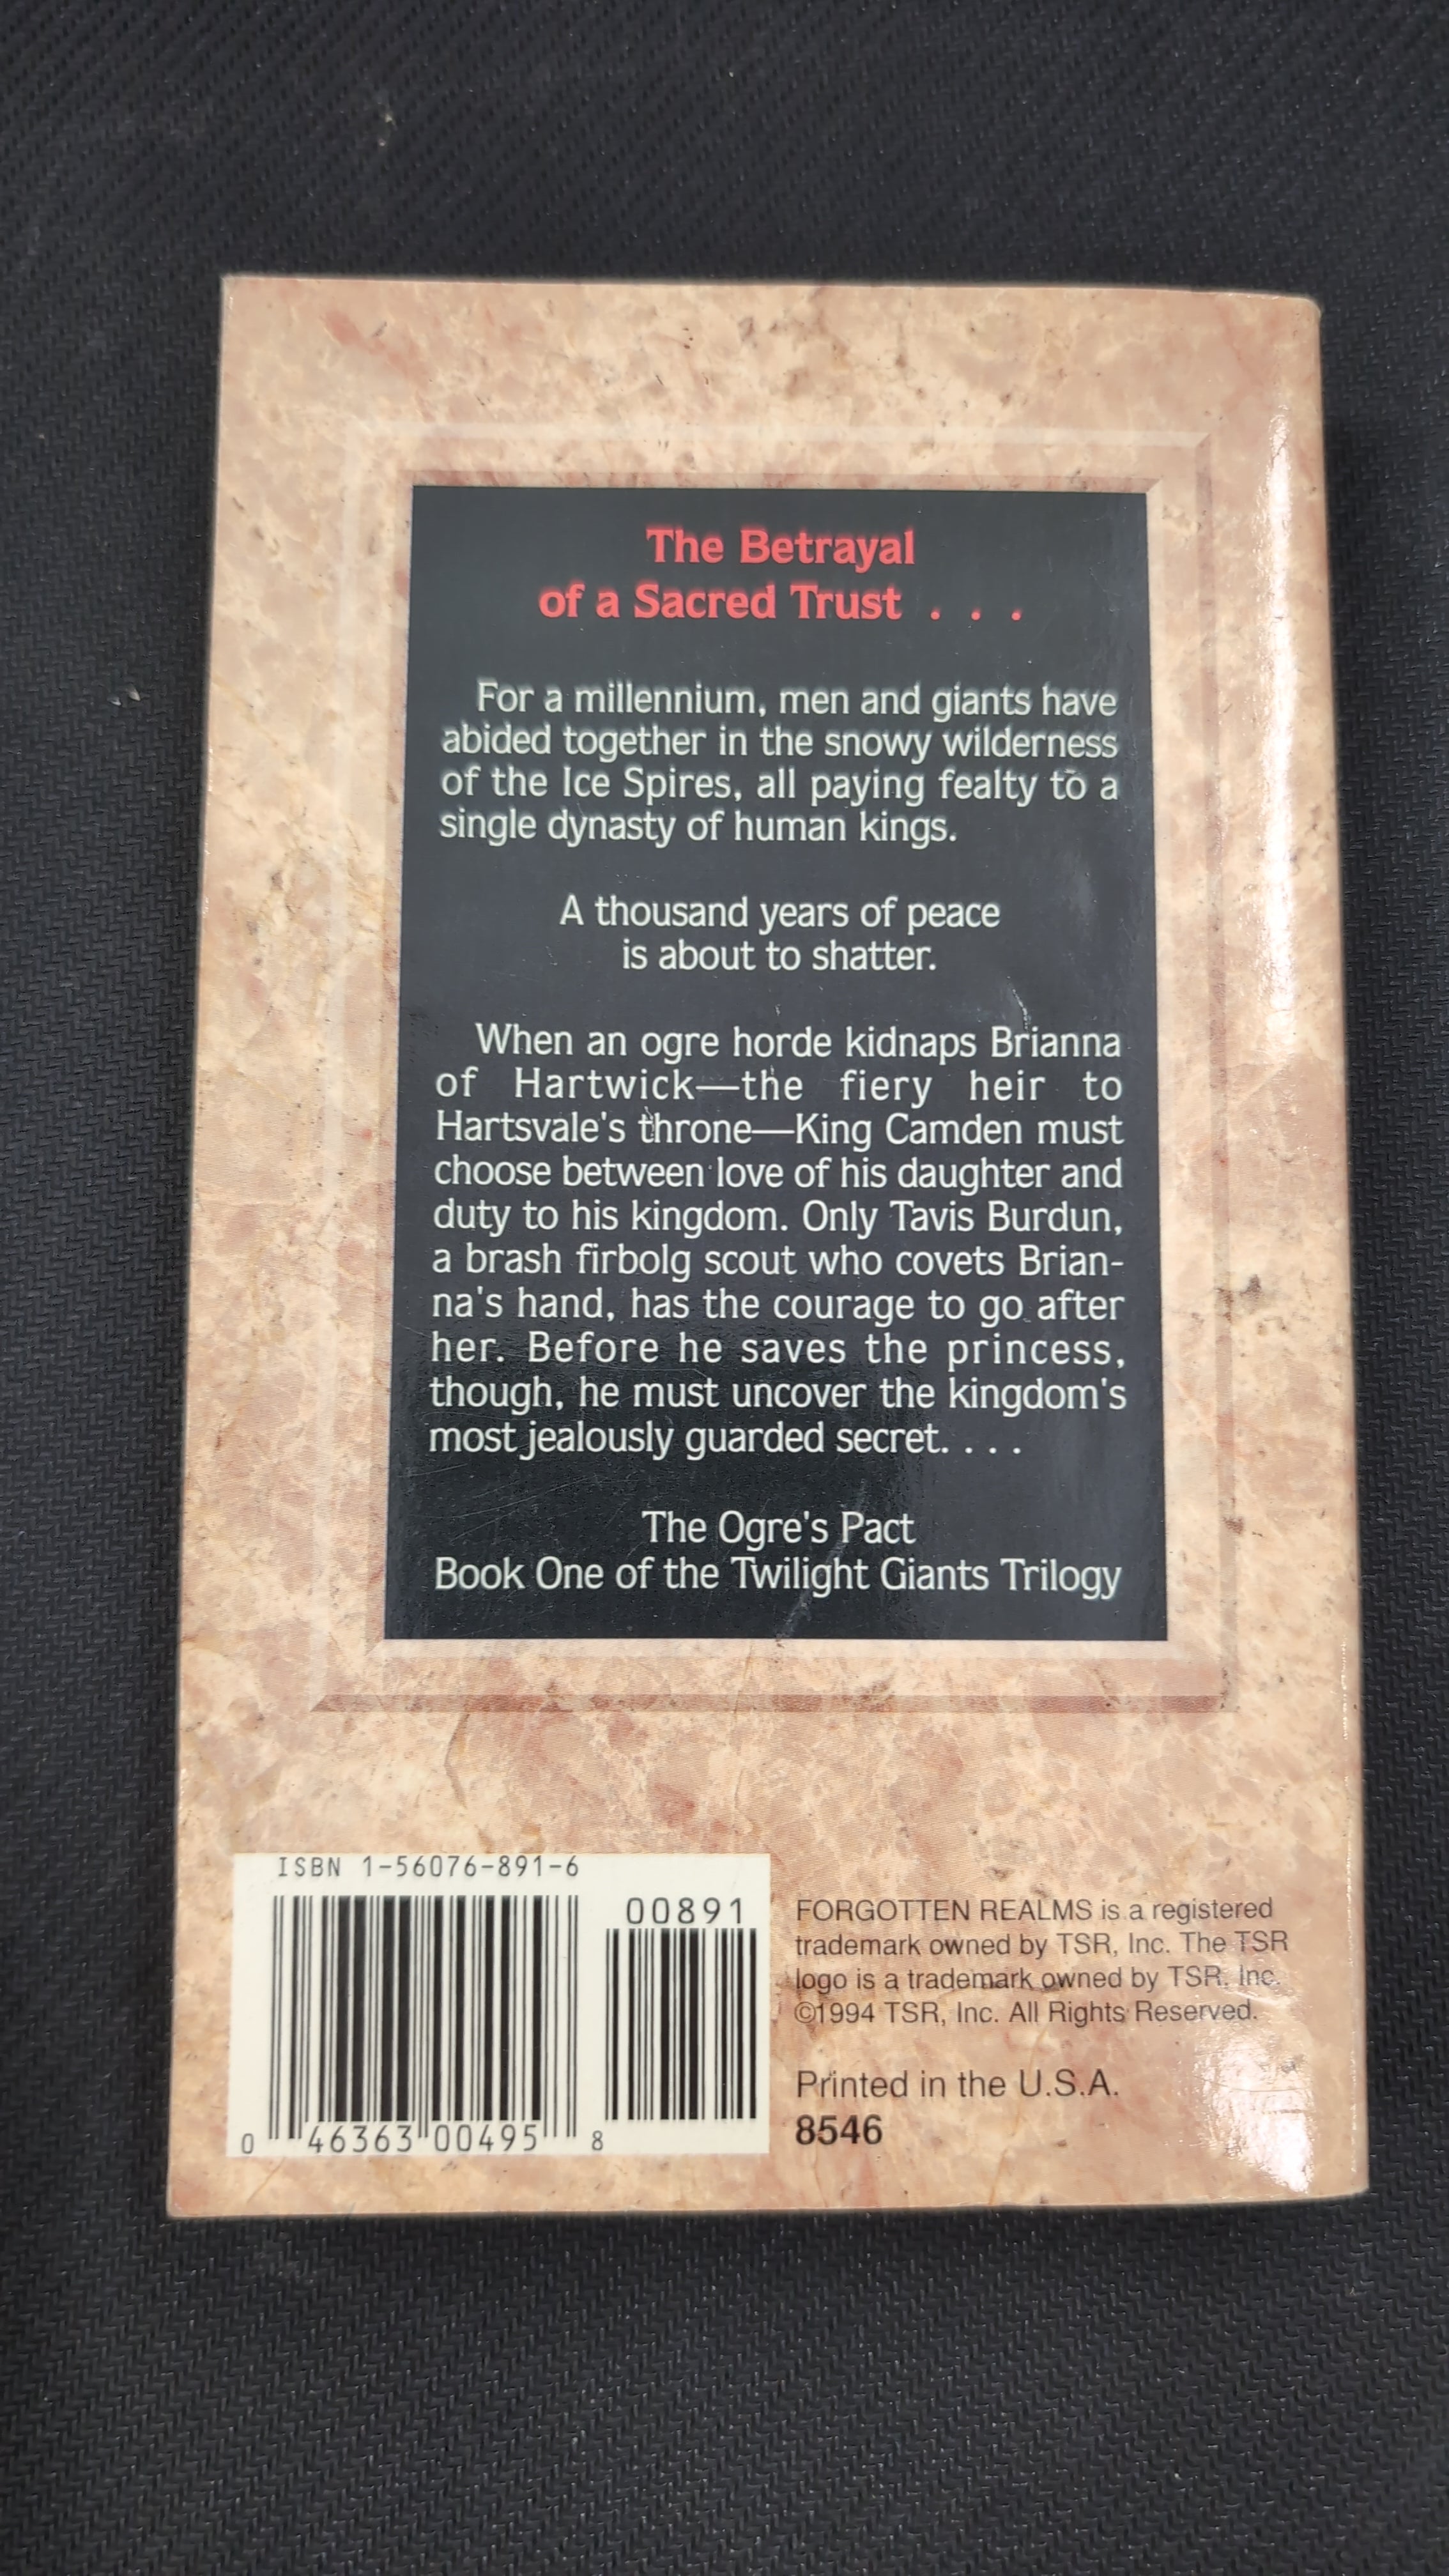 The Betrayal
of a Sacred Trust . . .
For a millennium, men and giants have
abided together in the snowy wilderness
of the Ice Spires, all paying fealty to a
single dynasty of human kings.
A thousand years of peace
is about to shatter.
When an ogre horde kidnaps Brianna
of Hartwick—the fiery heir to
Hartsvale's throne—King Camden must
choose between love of his daughter and
duty to his kingdom. Only Tavis Burdun,
a brash firbolg scout who covets Brian-
na's hand, has the courage to go after
her. Before he saves the princess,
though, he must uncover the kingdom's
most jealously guarded secret. . . .
The Ogre's Pact
Book One of the Twilight Giants Trilogy
ISBN 1-56076-891-6
00891
0 46363 00495 8
FORGOTTEN REALMS is a registered
trademark owned by TSR, Inc. The TSR
logo is a trademark owned by TSR, Inc.
©1994 TSR, Inc. All Rights Reserved.
Printed in the U.S.A.
8546